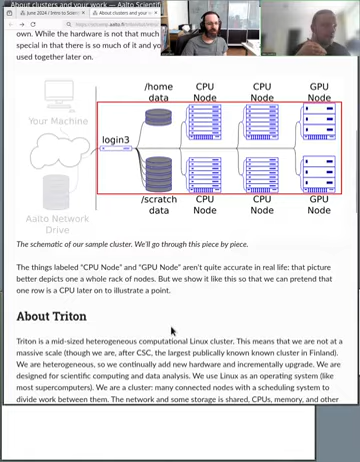 About clusters and your work — Aalto Scientif
June 2024 / Intro to Scien
About clusters and your
own. While the hardware is not that much
special in that there is so much of it and yo
used together later on.
/home data
CPU Node
CPU Node
GPU Node
Your Machine
login3
Aalto Network Drive
/scratch data
CPU Node
CPU Node
GPU Node
The schematic of our sample cluster. We'll go through this piece by piece.
The things labeled "CPU Node" and "GPU Node" aren't quite accurate in real life: that picture
better depicts one a whole rack of nodes. But we show it like this so that we can pretend that
one row is a CPU later on to illustrate a point.
About Triton
Triton is a mid-sized heterogeneous computational Linux cluster. This means that we are not at a
massive scale (though we are, after CSC, the largest publically known known cluster in Finland).
We are heterogeneous, so we continually add new hardware and incrementally upgrade. We are
designed for scientific computing and data analysis. We use Linux as an operating system (like
most supercomputers). We are a cluster: many connected nodes with a scheduling system to
divide work between them. The network and some storage is shared, CPUs, memory, and other